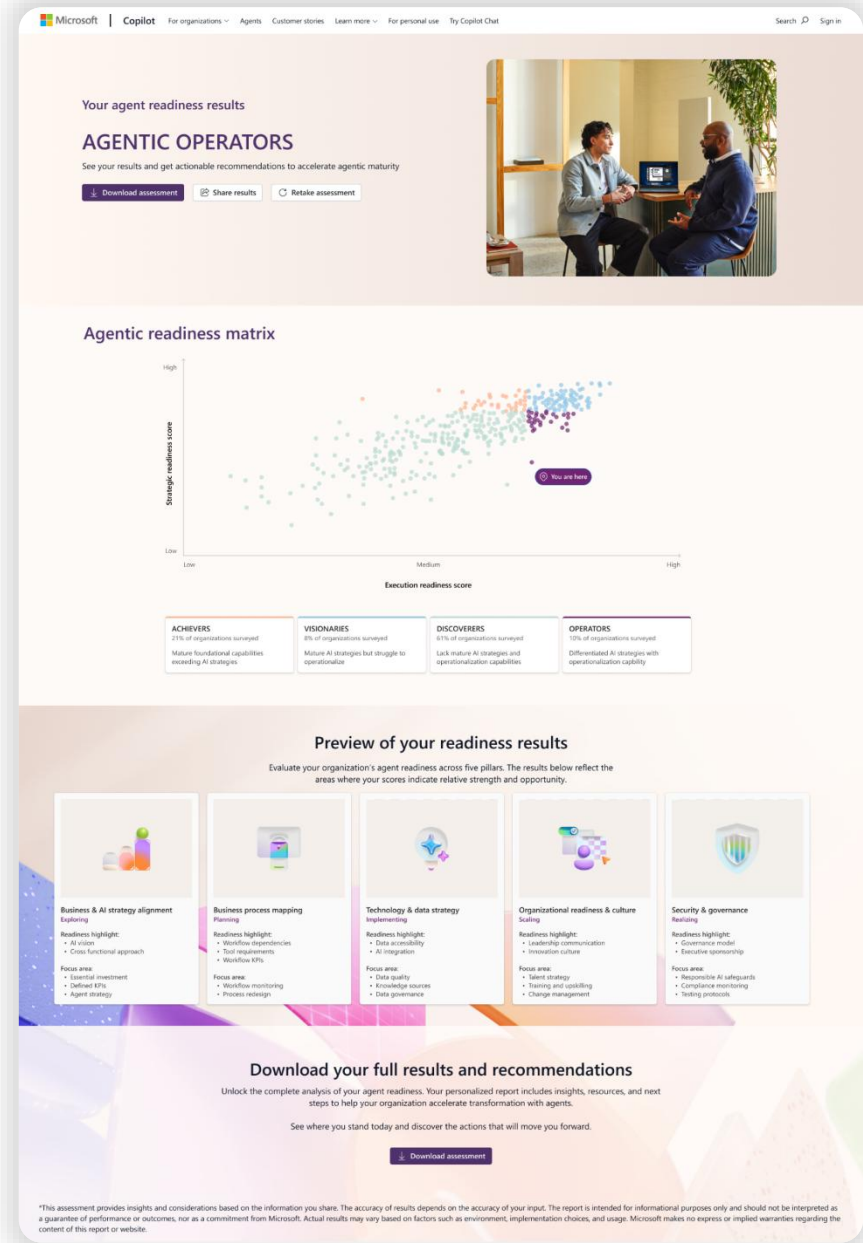 Microsoft | Copilot For organizations Agents Customer stories Learn more For personal use Try Copilot Chat Search Sign in
Your agent readiness results
AGENTIC OPERATORS
See your results and get actionable recommendations to accelerate agentic maturity
Download assessment Share results Retake assessment
Agentic readiness matrix
High
Strategic readiness score
You are here
Low
Low Medium High
Execution readiness score
ACHIEVERS
21% of organizations surveyed
Mature foundational capabilities
exceeding AI strategies
VISIONARIES
8% of organizations surveyed
Mature AI strategies but struggle to
operationalize
DISCOVERERS
61% of organizations surveyed
Lack mature AI strategies and
operationalization capabilities
OPERATORS
10% of organizations surveyed
Differentiated AI strategies with
operationalization capbility
Preview of your readiness results
Evaluate your organization's agent readiness across five pillars. The results below reflect the
areas where your scores indicate relative strength and opportunity.
Business & AI strategy alignment
Exploring
Readiness highlight:
• AI vision
• Cross functional approach
Focus area:
• Essential investment
• Defined KPIs
• Agent strategy
Business process mapping
Planning
Readiness highlight:
• Workflow dependencies
• Tool requirements
• Workflow KPIs
Focus area:
• Workflow monitoring
• Process redesign
Technology & data strategy
Implementing
Readiness highlight:
• Data accessibility
• AI integration
Focus area:
• Data quality
• Knowledge sources
• Data governance
Organizational readiness & culture
Scaling
Readiness highlight:
• Leadership communication
• Innovation culture
Focus area:
• Talent strategy
• Training and upskilling
• Change management
Security & governance
Realizing
Readiness highlight:
• Governance model
• Executive sponsorship
Focus area:
• Responsible AI safeguards
• Compliance monitoring
• Testing protocols
Download your full results and recommendations
Unlock the complete analysis of your agent readiness. Your personalized report includes insights, resources, and next
steps to help your organization accelerate transformation with agents.
See where you stand today and discover the actions that will move you forward.
Download assessment
*This assessment provides insights and considerations based on the information you share. The accuracy of results depends on the accuracy of your input. The report is intended for informational purposes only and should not be interpreted as
a guarantee of performance or outcomes, nor as a commitment from Microsoft. Actual results may vary based on factors such as environment, implementation choices, and usage. Microsoft makes no express or implied warranties regarding the
content of this report or website.